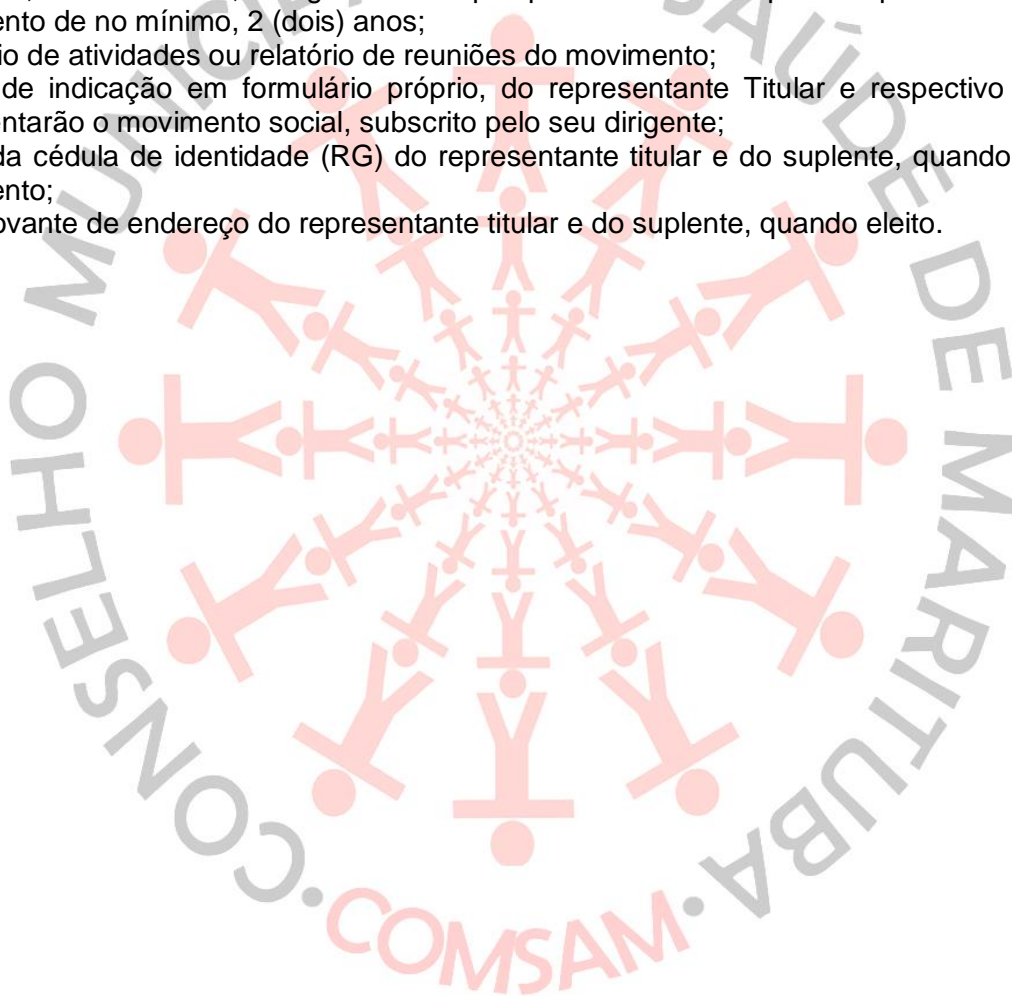 ento de no mínimo, 2 (dois) anos;
io de atividades ou relatório de reuniões do movimento;
de indicação em formulário próprio, do representante Titular e respectivo
entarão o movimento social, subscrito pelo seu dirigente;
da cédula de identidade (RG) do representante titular e do suplente, quando
ento;
ovante de endereço do representante titular e do suplente, quando eleito.
CONSELHO MUNICIPAL SAÚDE DE MARITUBA
•COMSAM•